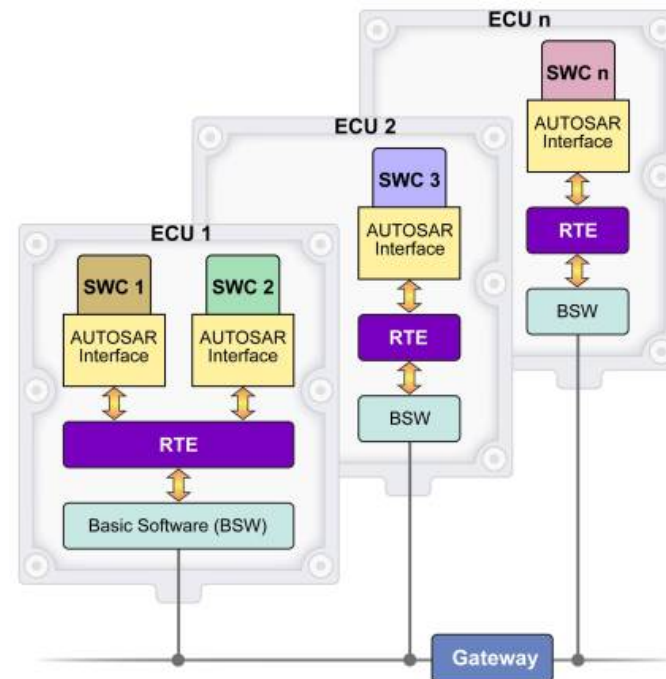 ECU n
SWC n
AUTOSAR
Interface
RTE
BSW
ECU 2
SWC 3
AUTOSAR
Interface
RTE
BSW
ECU 1
SWC 1
SWC 2
AUTOSAR
Interface
AUTOSAR
Interface
RTE
Basic Software (BSW)
Gateway